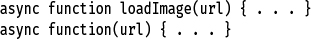 async function loadImage(url) { . . . }
async function(url) { . . . }